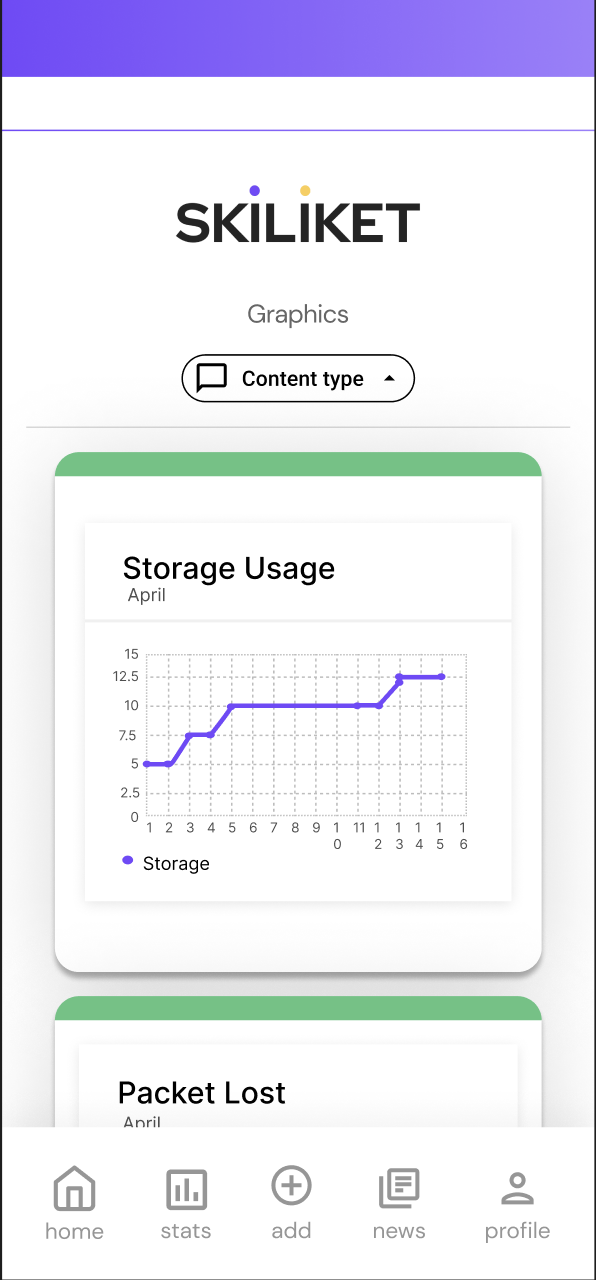 SKILIKET
Graphics
Content type
Storage Usage
April
15
12.5
10
7.5
5
2.5
0
1 2 3 4 5 6 7 8 9 10 11 12 13 14 15 16
Storage
Packet Lost
April
home stats add news profile